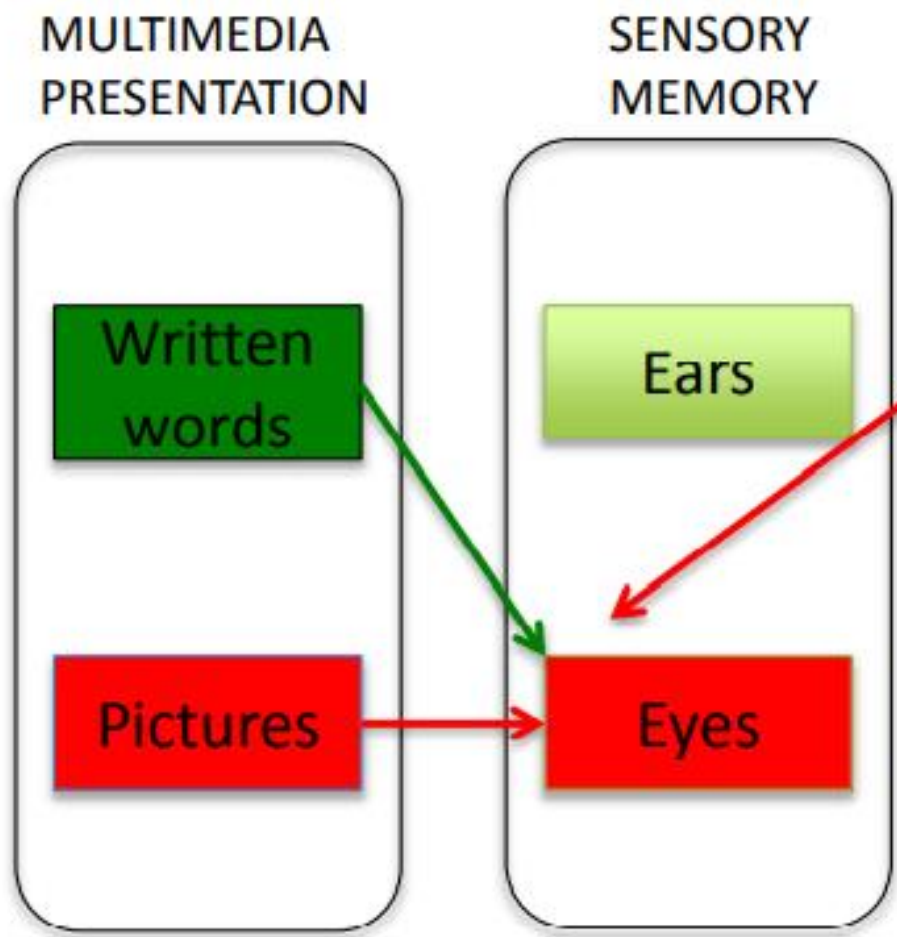 MULTIMEDIA
PRESENTATION
SENSORY
MEMORY
Written
words
Ears
Pictures
Eyes